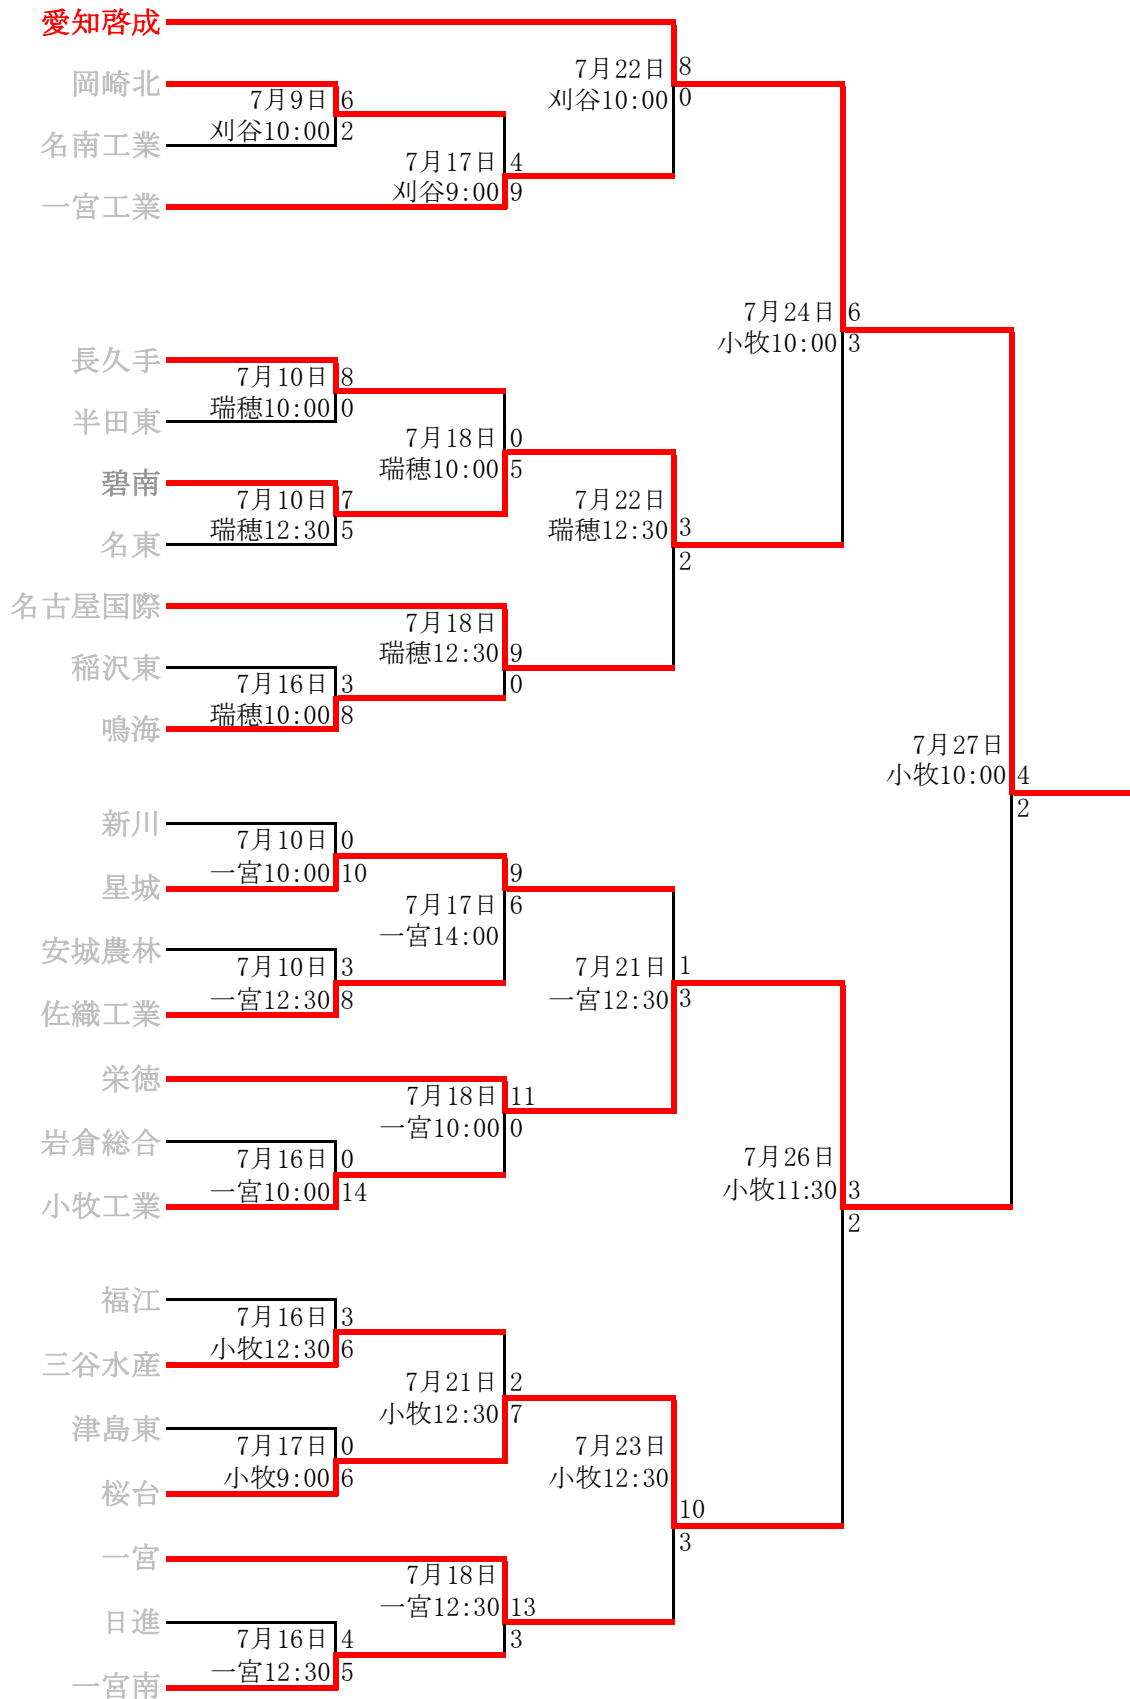 愛知啓成
7月22日 8
刈谷10:00 0
岡崎北
7月9日 6
刈谷10:00 2
名南工業
7月17日 4
刈谷9:00 9
一宮工業
7月24日 6
小牧10:00 3
長久手
7月10日 8
瑞穂10:00 0
半田東
7月18日 0
瑞穂10:00 5
碧南
7月10日 7
瑞穂12:30 5
名東
7月22日 3
瑞穂12:30 2
名古屋国際
7月18日 9
瑞穂12:30 0
稲沢東
7月16日 3
瑞穂10:00 8
鳴海
7月27日 4
小牧10:00 2
新川
7月10日 0
一宮10:00 10
星城
9
7月17日 6
一宮14:00
安城農林
7月10日 3
一宮12:30 8
佐織工業
7月21日 1
一宮12:30 3
栄徳
7月18日 11
一宮10:00 0
岩倉総合
7月16日 0
一宮10:00 14
小牧工業
7月26日
小牧11:30 3
2
福江
7月16日 3
小牧12:30 6
三谷水産
7月21日 2
小牧12:30 7
津島東
7月17日 0
小牧9:00 6
桜台
7月23日
小牧12:30
10
3
一宮
7月18日
一宮12:30 13
3
日進
7月16日 4
一宮12:30 5
一宮南